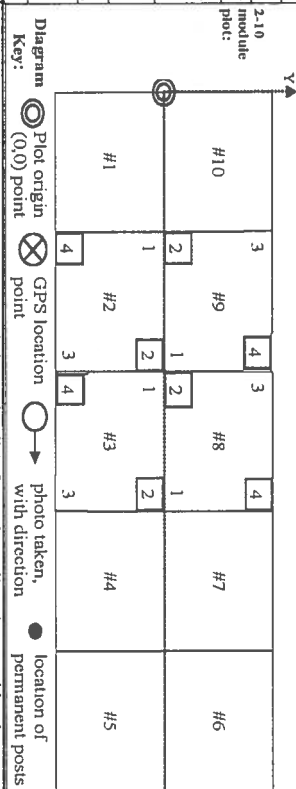 Y
2-10
module
plot:
3 4 3 4
#10 #9 #8 #7 #6
2 1 2 1
1 2 1 2
#1 #2 #3 #4 #5
4 3 4 3
Diagram Key:
Plot origin
(0,0) point
GPS location
point
photo taken,
with direction
location of
permanent posts